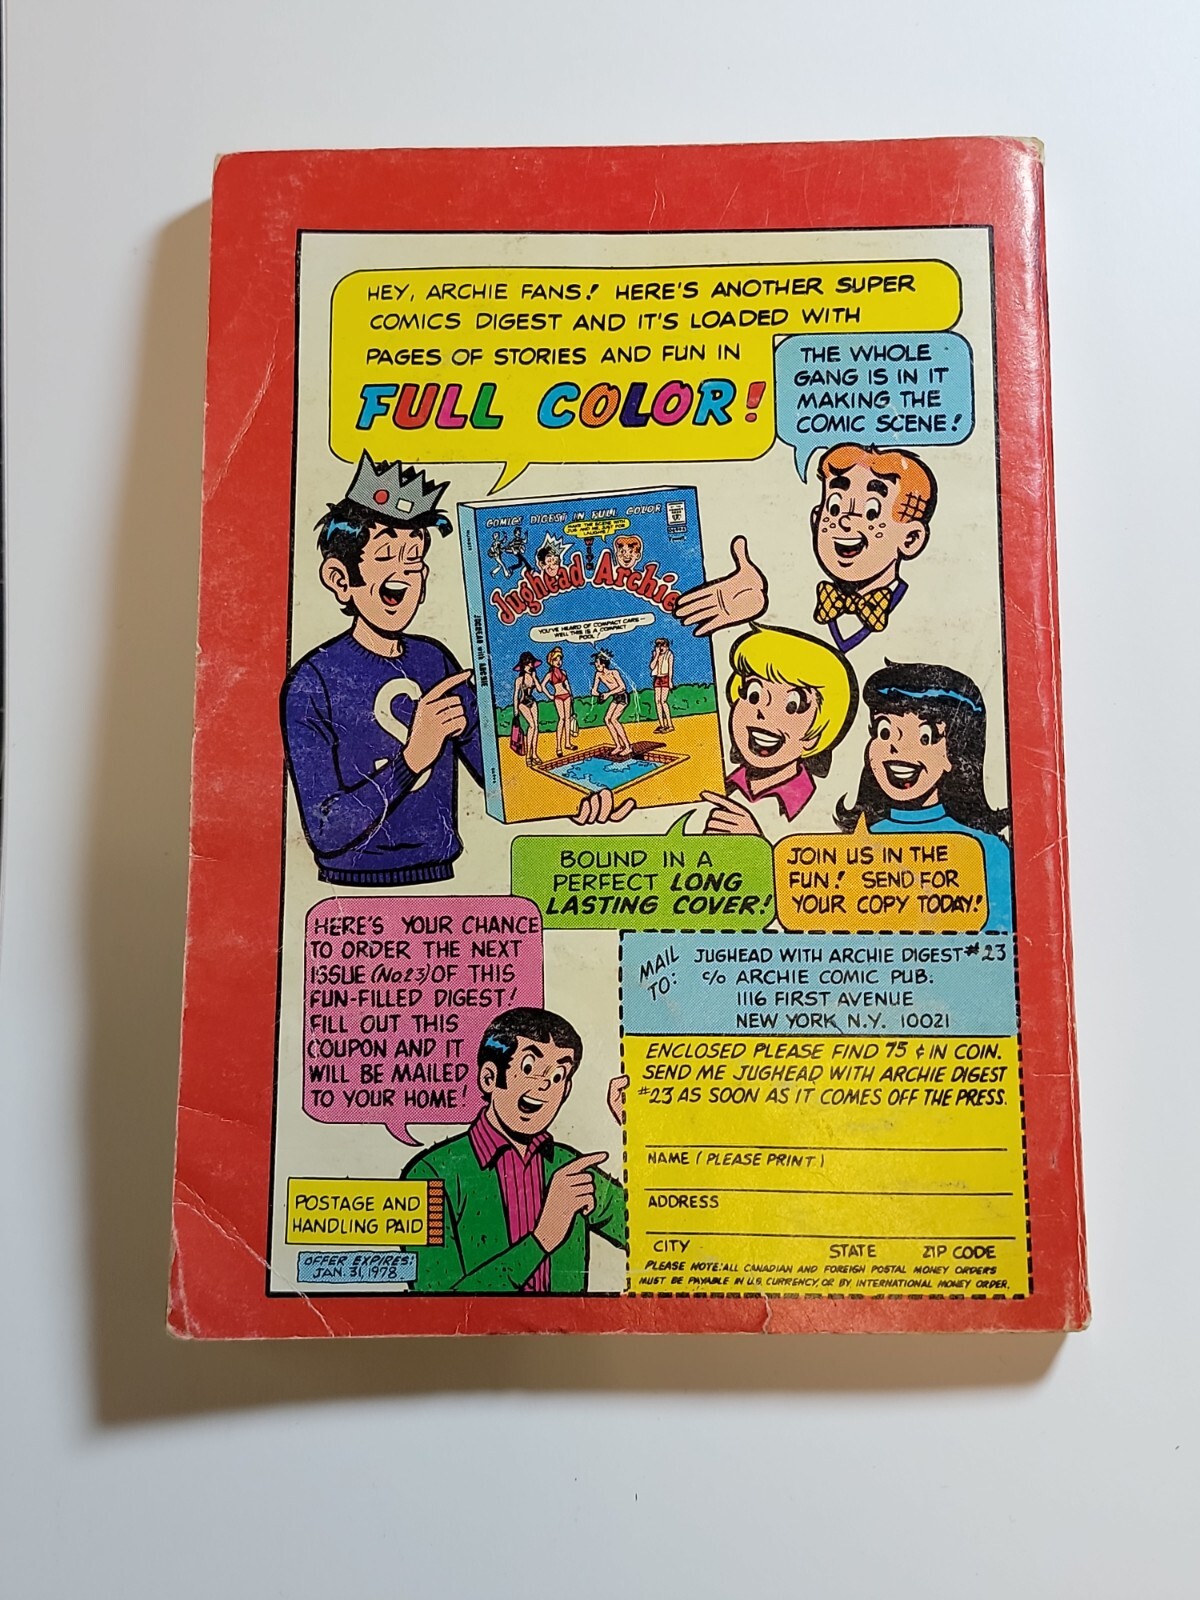 HEY, ARCHIE FANS! HERE'S ANOTHER SUPER
COMICS DIGEST AND IT'S LOADED WITH
PAGES OF STORIES AND FUN IN
FULL COLOR!
THE WHOLE
GANG IS IN IT
MAKING THE
COMIC SCENE!
COMICS DIGEST IN FULL COLOR
Jughead with Archie
YOU'VE HEARD OF COMPACT CARS—
WELL THIS IS A COMPACT
POOL
JUGHEAD with ARCHIE
S
BOUND IN A
PERFECT LONG
LASTING COVER!
JOIN US IN THE
FUN! SEND FOR
YOUR COPY TODAY!
HERE'S YOUR CHANCE
TO ORDER THE NEXT
ISSUE (No.23) OF THIS
FUN-FILLED DIGEST!
FILL OUT THIS
COUPON AND IT
WILL BE MAILED
TO YOUR HOME!
POSTAGE AND
HANDLING PAID
OFFER EXPIRES:
JAN. 31, 1978
MAIL
TO:
JUGHEAD WITH ARCHIE DIGEST #23
c/o ARCHIE COMIC PUB.
1116 FIRST AVENUE
NEW YORK, N.Y. 10021
ENCLOSED PLEASE FIND 75 ¢ IN COIN.
SEND ME JUGHEAD WITH ARCHIE DIGEST
#23 AS SOON AS IT COMES OFF THE PRESS.
NAME (PLEASE PRINT)
ADDRESS
CITY STATE ZIP CODE
PLEASE NOTE: ALL CANADIAN AND FOREIGN POSTAL MONEY ORDERS
MUST BE PAYABLE IN U.S. CURRENCY, OR BY INTERNATIONAL MONEY ORDER.